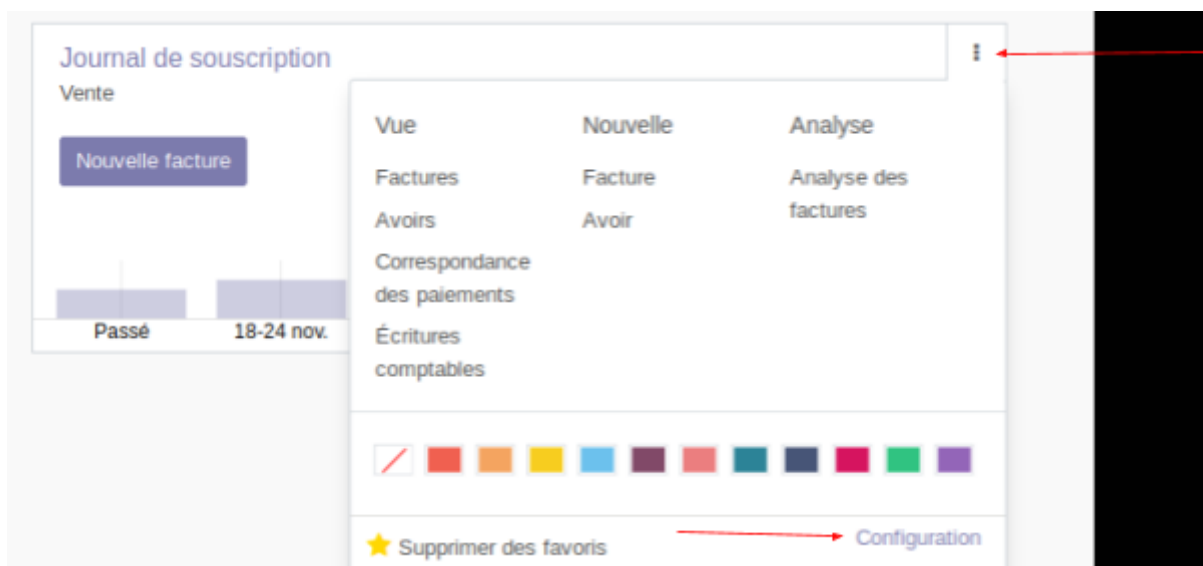 Journal de souscription
Vente
Nouvelle facture
Passé
18-24 nov.
Vue
Factures
Avoirs
Correspondance
des paiements
Écritures
comptables
Nouvelle
Facture
Avoir
Analyse
Analyse des
factures
Supprimer des favoris
Configuration